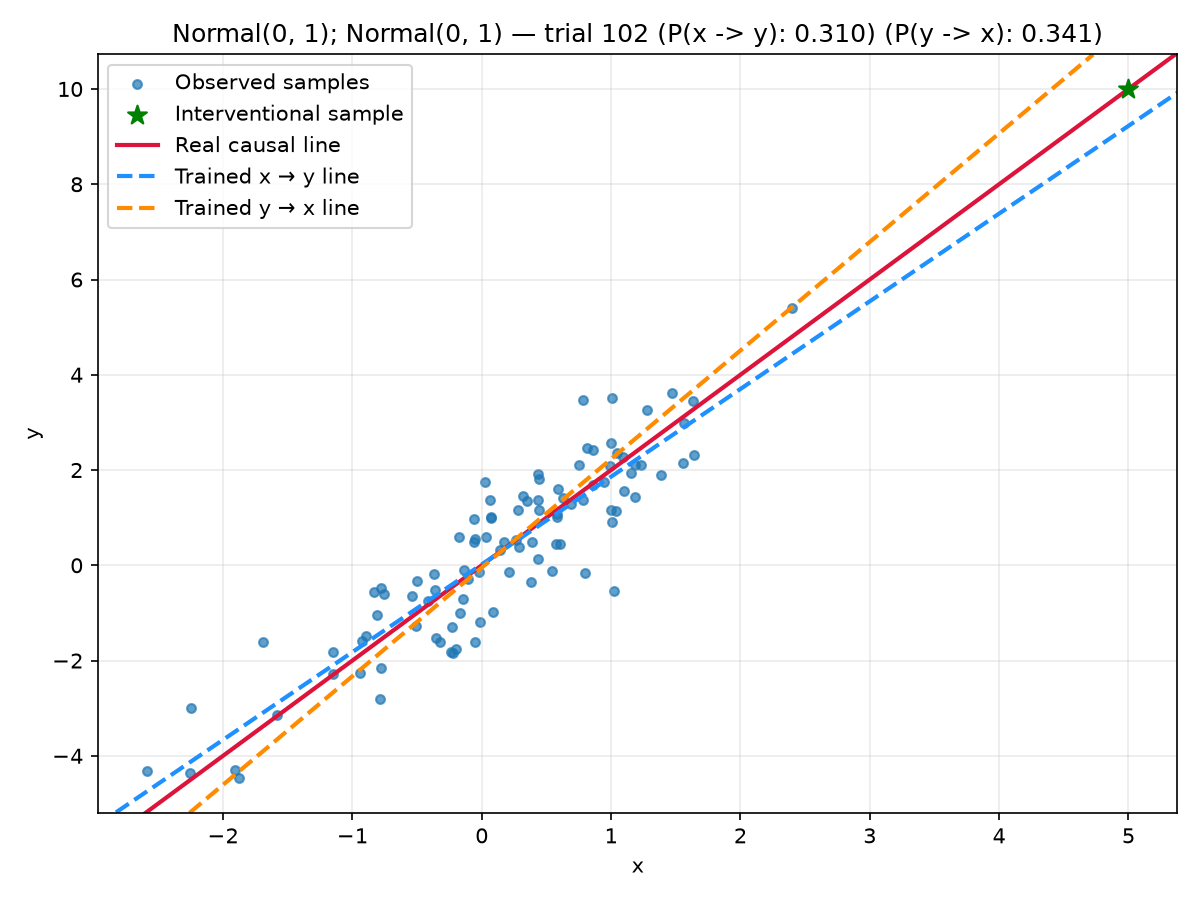 Normal(0, 1); Normal(0, 1) — trial 102 (P(x -> y): 0.310) (P(y -> x): 0.341)
Observed samples
Interventional sample
Real causal line
Trained x → y line
Trained y → x line
10
8
6
4
2
0
−2
−4
y
−2 −1 0 1 2 3 4 5
x